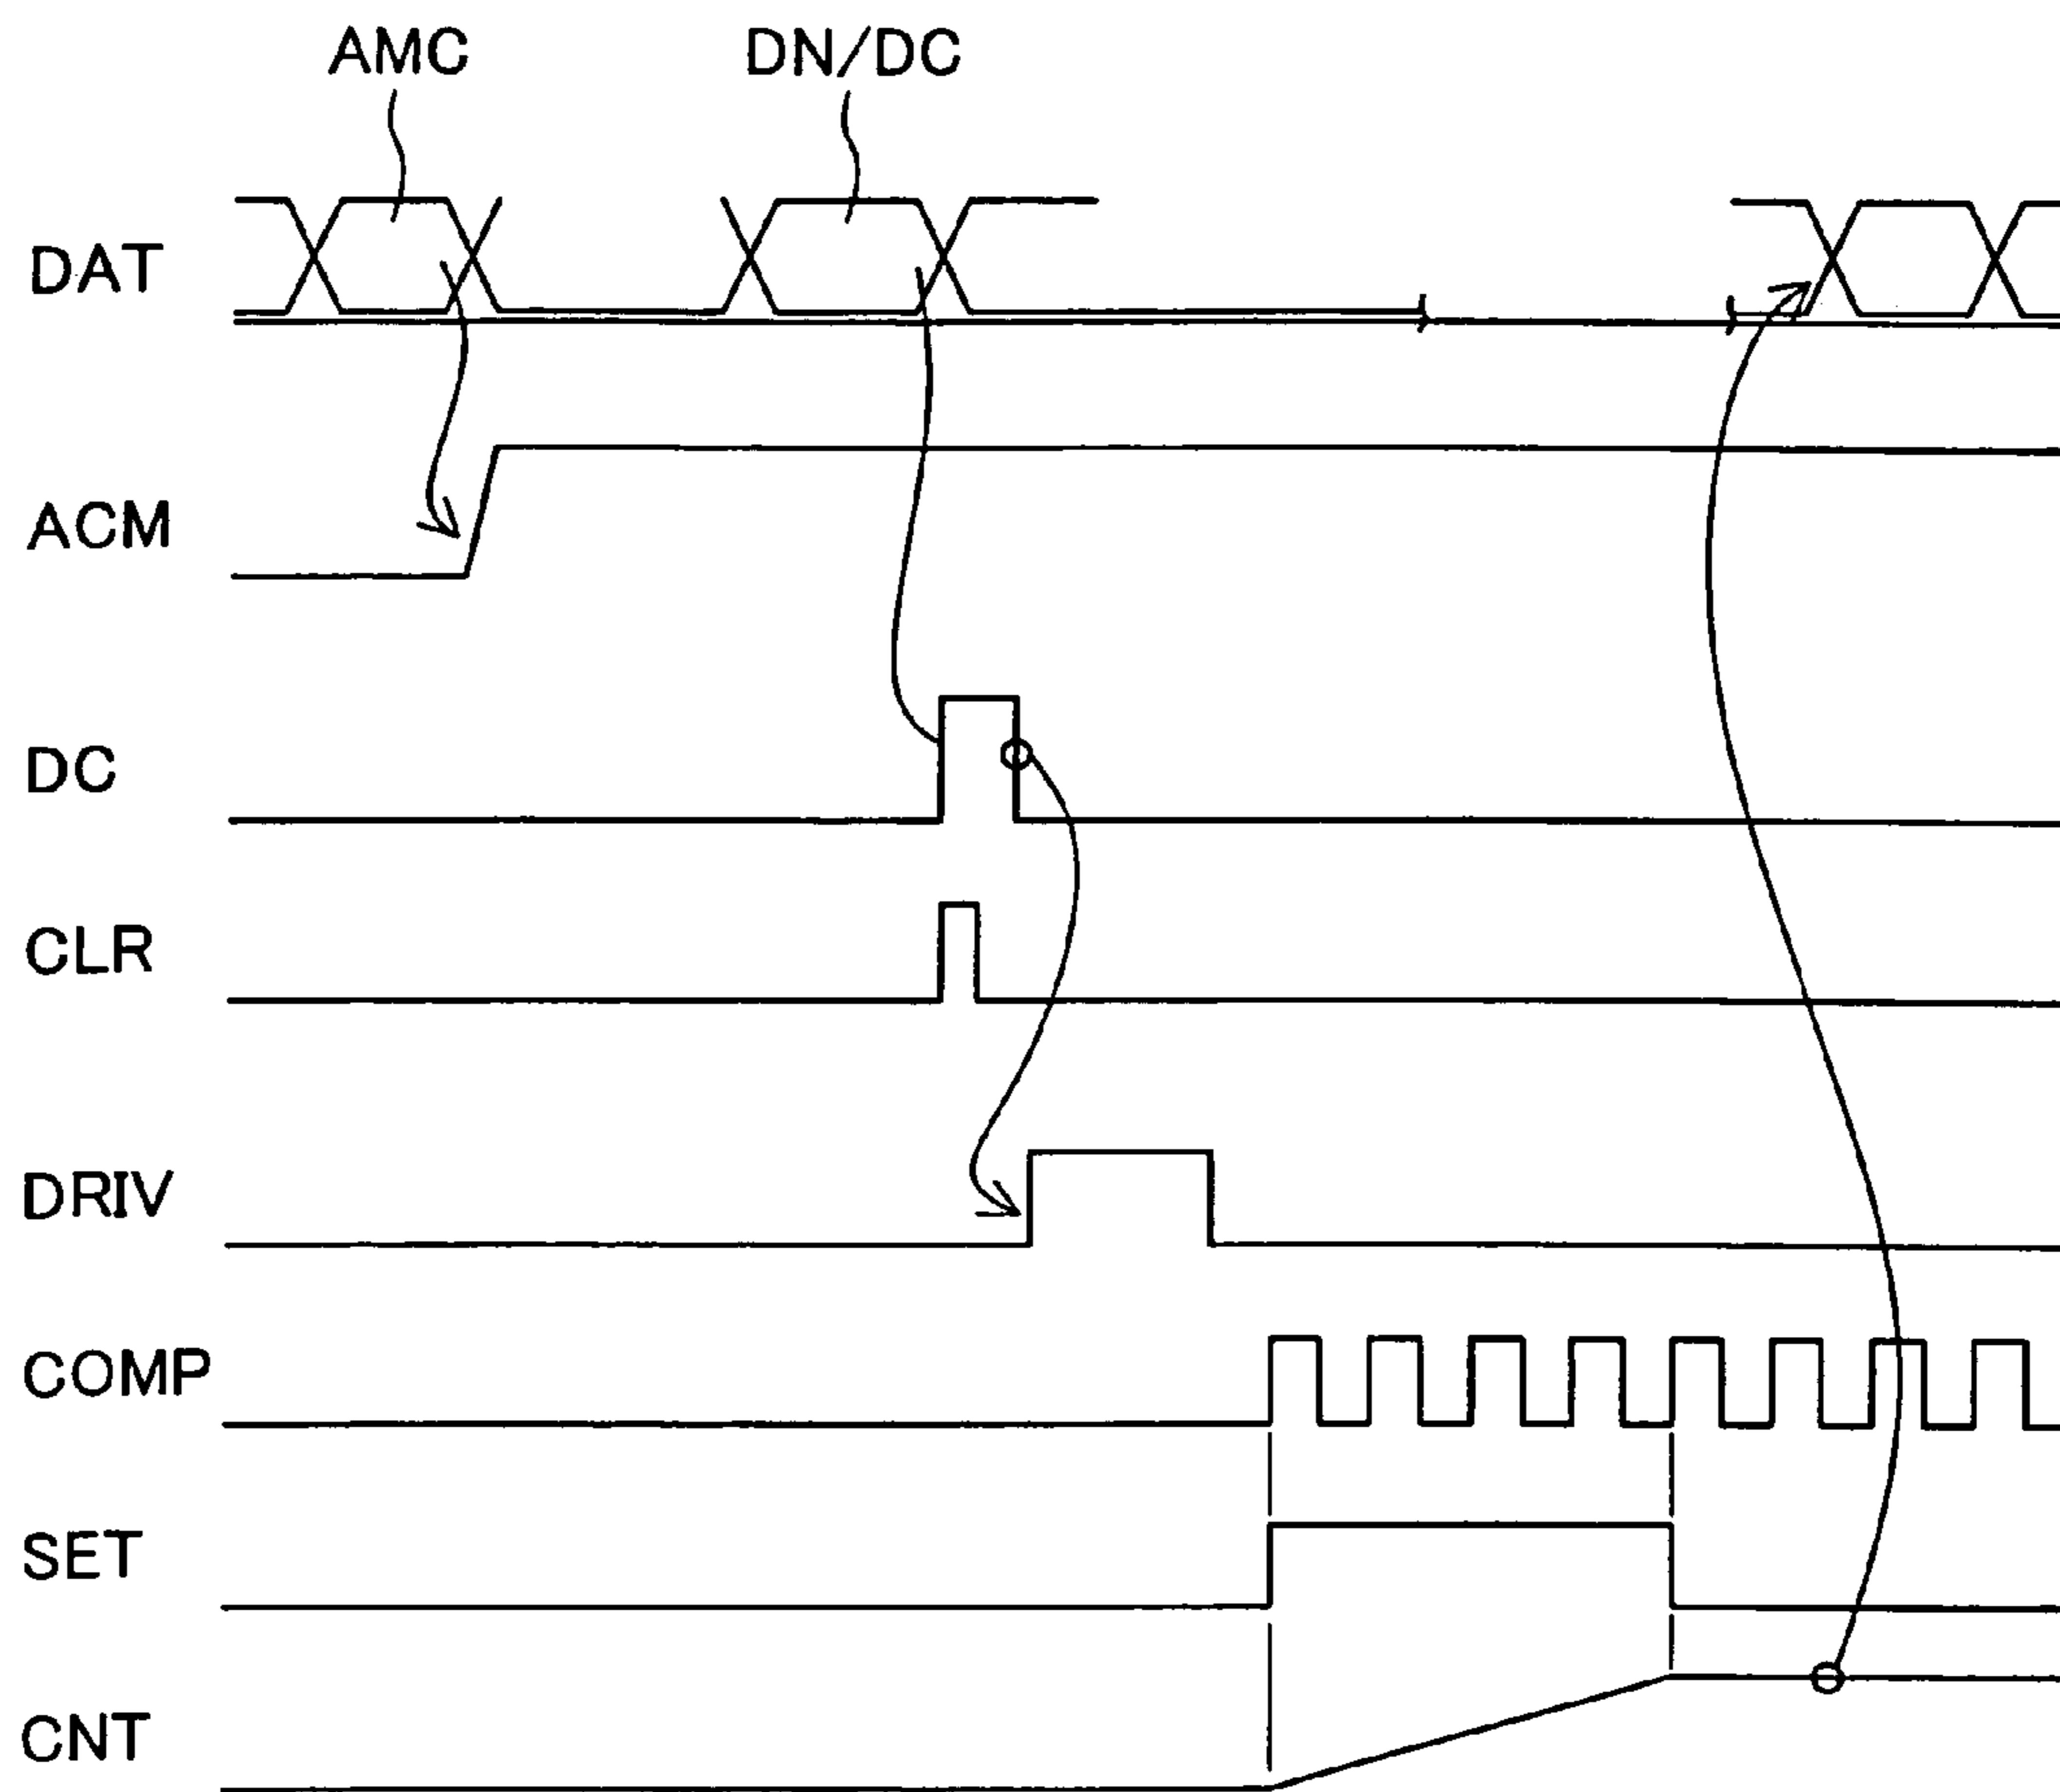 AMC DN/DC
DAT
ACM
DC
CLR
DRIV
COMP
SET
CNT